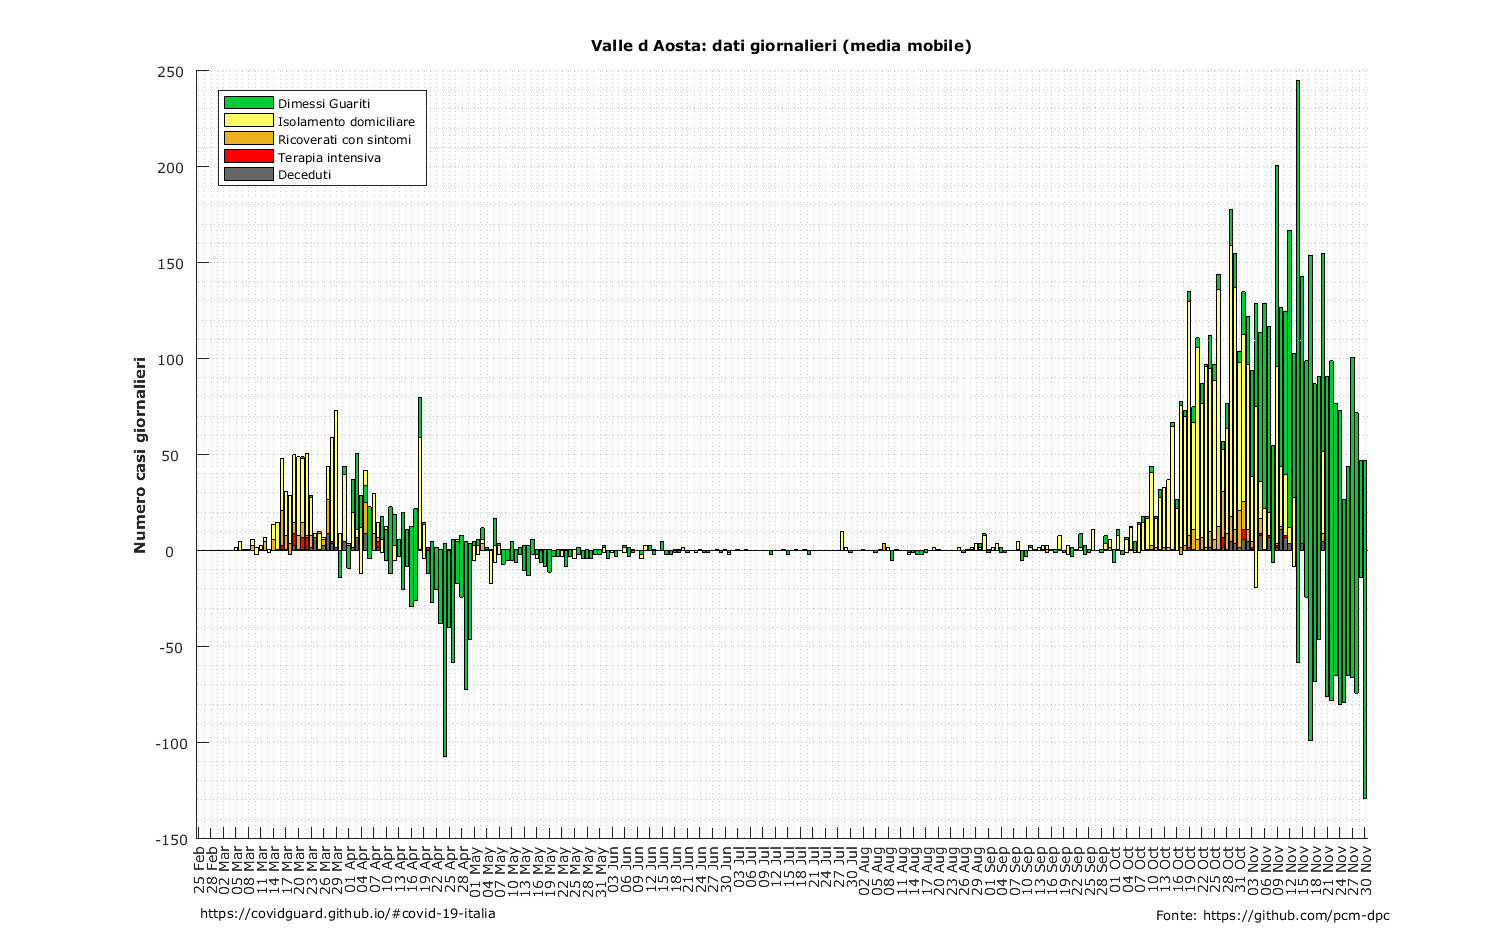 Valle d Aosta: dati giornalieri (media mobile)
250
200
150
100
50
0
-50
-100
-150
Numero casi giornalieri
Dimessi Guariti
Isolamento domiciliare
Ricoverati con sintomi
Terapia intensiva
Deceduti
25 Feb
28 Feb
02 Mar
05 Mar
08 Mar
11 Mar
14 Mar
17 Mar
20 Mar
23 Mar
26 Mar
29 Mar
01 Apr
04 Apr
07 Apr
10 Apr
13 Apr
16 Apr
19 Apr
22 Apr
25 Apr
28 Apr
01 May
04 May
07 May
10 May
13 May
16 May
19 May
22 May
25 May
28 May
31 May
03 Jun
06 Jun
09 Jun
12 Jun
15 Jun
18 Jun
21 Jun
24 Jun
27 Jun
30 Jun
03 Jul
06 Jul
09 Jul
12 Jul
15 Jul
18 Jul
21 Jul
24 Jul
27 Jul
30 Jul
02 Aug
05 Aug
08 Aug
11 Aug
14 Aug
17 Aug
20 Aug
23 Aug
26 Aug
29 Aug
01 Sep
04 Sep
07 Sep
10 Sep
13 Sep
16 Sep
19 Sep
22 Sep
25 Sep
28 Sep
01 Oct
04 Oct
07 Oct
10 Oct
13 Oct
16 Oct
19 Oct
22 Oct
25 Oct
28 Oct
31 Oct
03 Nov
06 Nov
09 Nov
12 Nov
15 Nov
18 Nov
21 Nov
24 Nov
27 Nov
30 Nov
https://covidguard.github.io/#covid-19-italia
Fonte: https://github.com/pcm-dpc